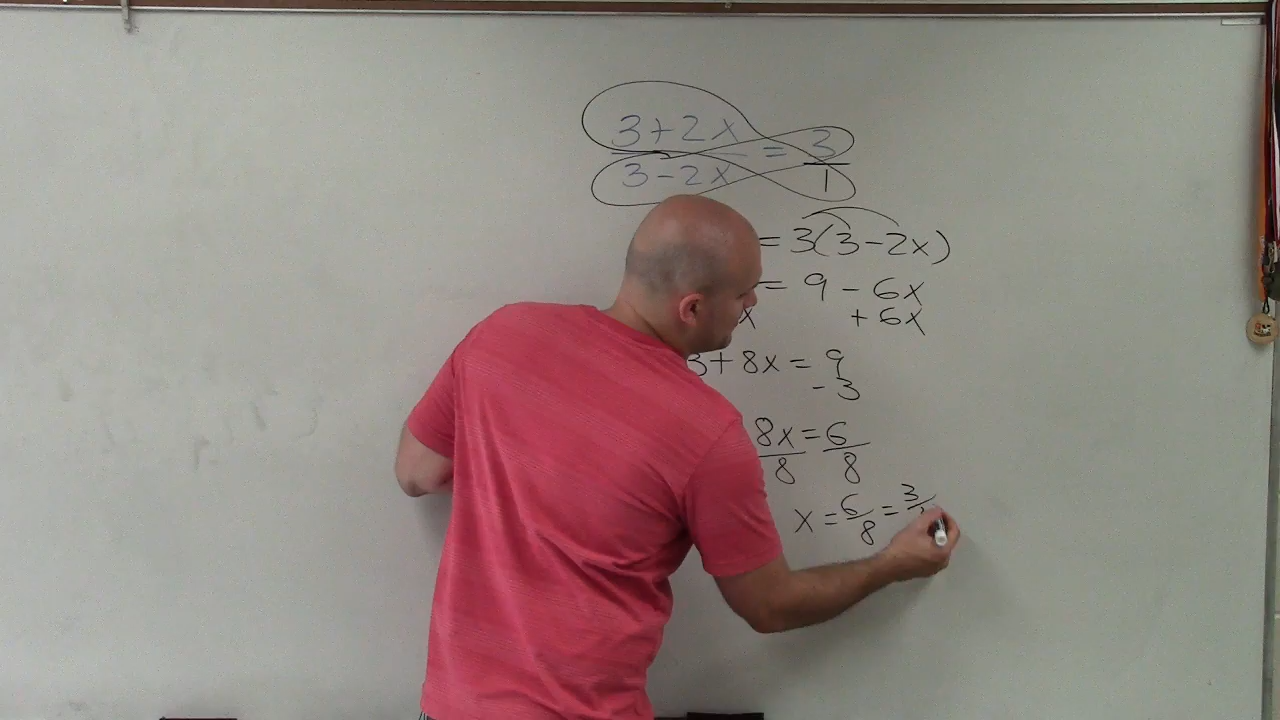 3+2x/3-2x = 3/1
= 3(3-2x)
= 9 - 6x
x + 6x
3+8x = 9
-3
8x/8 = 6/8
x = 6/8 = 3/